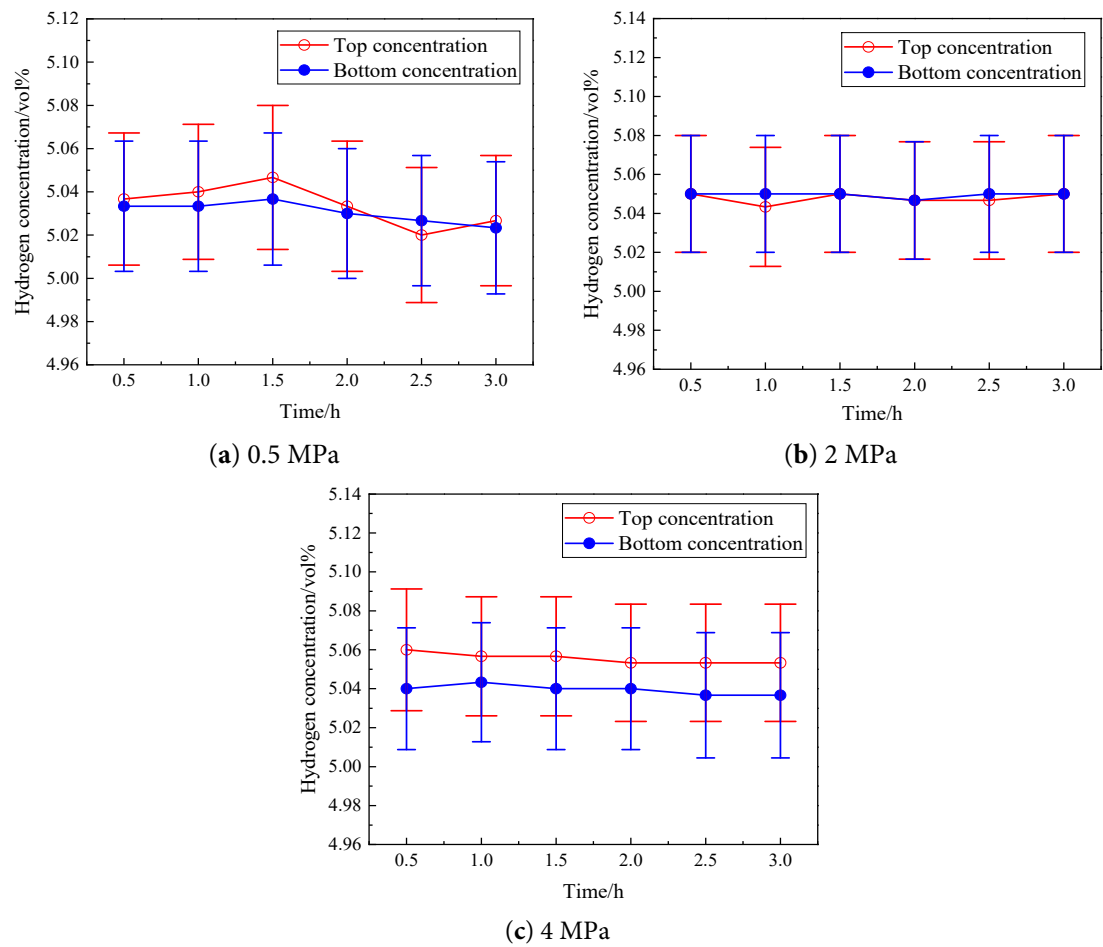 5.12
5.10
5.08
5.06
5.04
5.02
5.00
4.98
4.96
Hydrogen concentration/vol%
Top concentration
Bottom concentration
0.5 1.0 1.5 2.0 2.5 3.0
Time/h
(a) 0.5 MPa
5.14
5.12
5.10
5.08
5.06
5.04
5.02
5.00
4.98
4.96
Hydrogen concentration/vol%
Top concentration
Bottom concentration
0.5 1.0 1.5 2.0 2.5 3.0
Time/h
(b) 2 MPa
5.14
5.12
5.10
5.08
5.06
5.04
5.02
5.00
4.98
4.96
Hydrogen concentration/vol%
Top concentration
Bottom concentration
0.5 1.0 1.5 2.0 2.5 3.0
Time/h
(c) 4 MPa